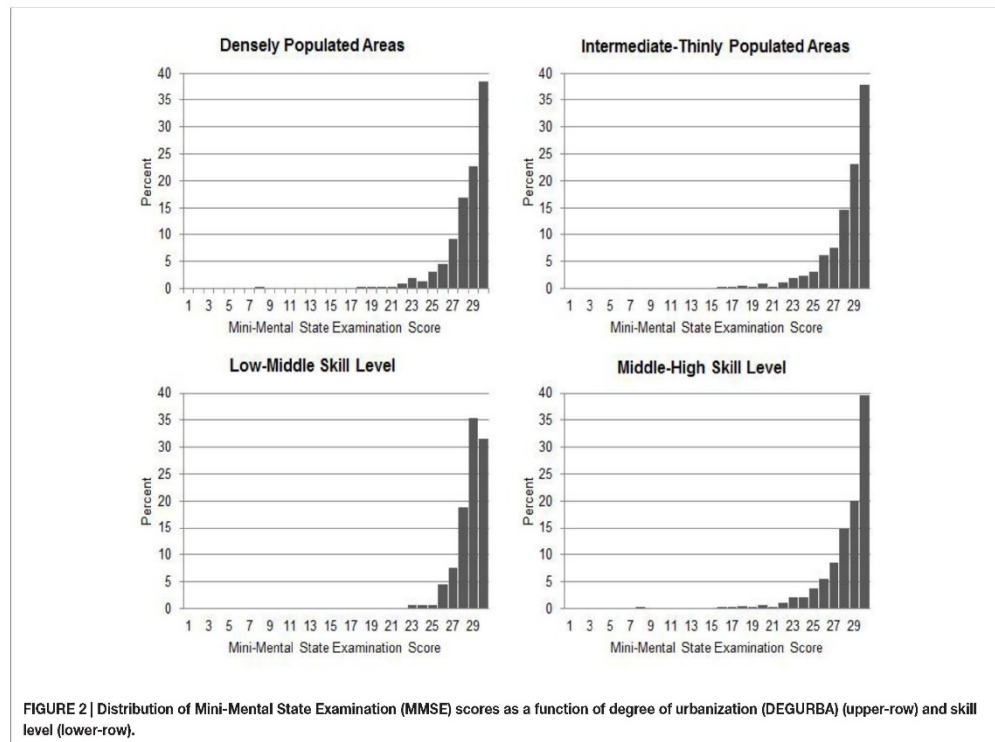 Densely Populated Areas
Percent
40
35
30
25
20
15
10
5
0
1 3 5 7 9 11 13 15 17 19 21 23 25 27 29
Mini-Mental State Examination Score
Intermediate-Thinly Populated Areas
Percent
40
35
30
25
20
15
10
5
0
1 3 5 7 9 11 13 15 17 19 21 23 25 27 29
Mini-Mental State Examination Score
Low-Middle Skill Level
Percent
40
35
30
25
20
15
10
5
0
1 3 5 7 9 11 13 15 17 19 21 23 25 27 29
Mini-Mental State Examination Score
Middle-High Skill Level
Percent
40
35
30
25
20
15
10
5
0
1 3 5 7 9 11 13 15 17 19 21 23 25 27 29
Mini-Mental State Examination Score
FIGURE 2 | Distribution of Mini-Mental State Examination (MMSE) scores as a function of degree of urbanization (DEGURBA) (upper-row) and skill
level (lower-row).